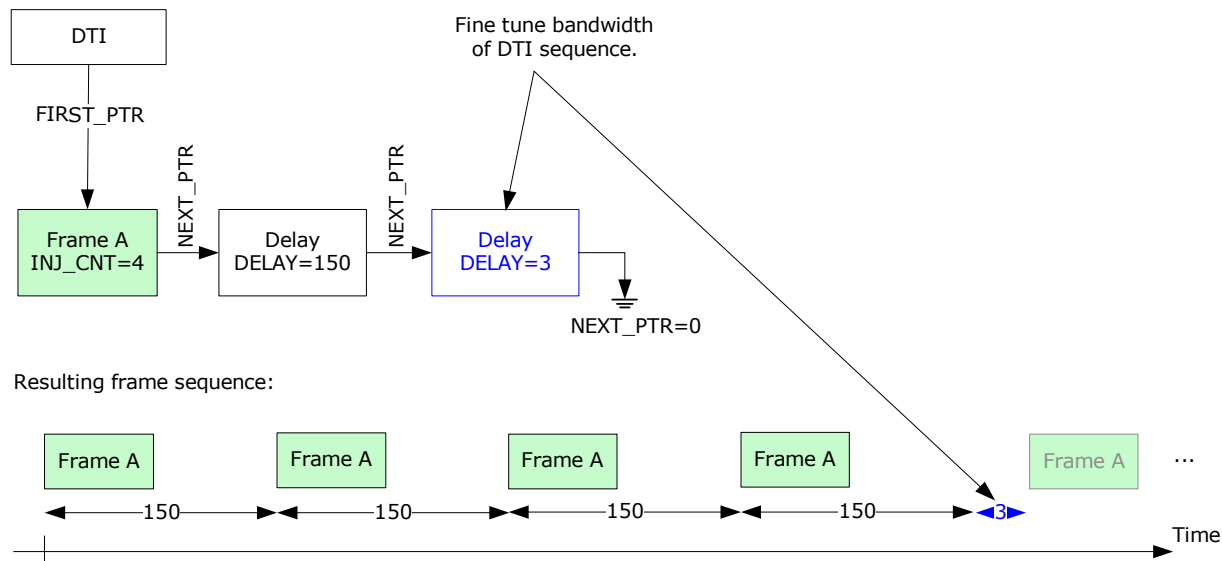 DTI
Fine tune bandwidth
of DTI sequence.
FIRST_PTR
NEXT_PTR
NEXT_PTR
Frame A
INJ_CNT=4
Delay
DELAY=150
Delay
DELAY=3
NEXT_PTR=0
Resulting frame sequence:
Frame A
Frame A
Frame A
Frame A
Frame A
...
150
150
150
150
3
Time